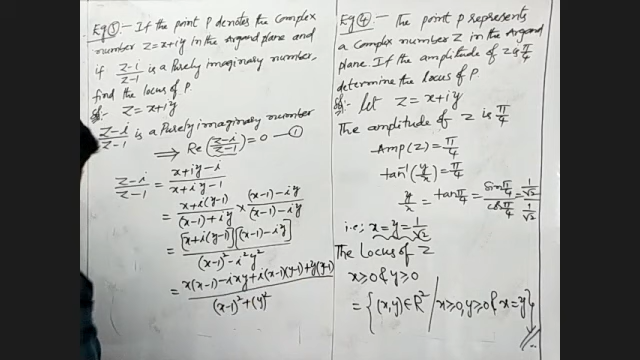 Eg③:- If the point P denotes the Complex
number Z=x+iy in the Argand plane and
if (Z-i)/(Z-1) is a Purely imaginary number,
find the locus of P.
Sol:- Z = x+iy
(Z-i)/(Z-1) is a Purely imaginary number
⟹ Re((Z-i)/(Z-1)) = 0 —①
(Z-i)/(Z-1) = (x+iy-i)/(x+iy-1)
= (x+i(y-1))/((x-1)+iy) × ((x-1)-iy)/((x-1)-iy)
= [x+i(y-1)][(x-1)-iy]/((x-1)²-i²y²)
= (x(x-1)-ixy+i(x-1)(y-1)+y(y-1))/((x-1)²+(y)²)
Eg④:- The point P represents
a Complex number Z in the Argand
plane. If the amplitude of Z is π/4
determine the locus of P
Sol:- let Z = x+iy
The amplitude of Z is π/4
Amp(Z) = π/4
tan⁻¹(y/x) = π/4
y/x = tan π/4 = (Sin π/4)/(Cos π/4) = (1/√2)/(1/√2)
i.e; x = y = 1/√2
The locus of Z
x≥0 & y≥0
= {(x,y)∈R² / x≥0, y≥0 & x=y}